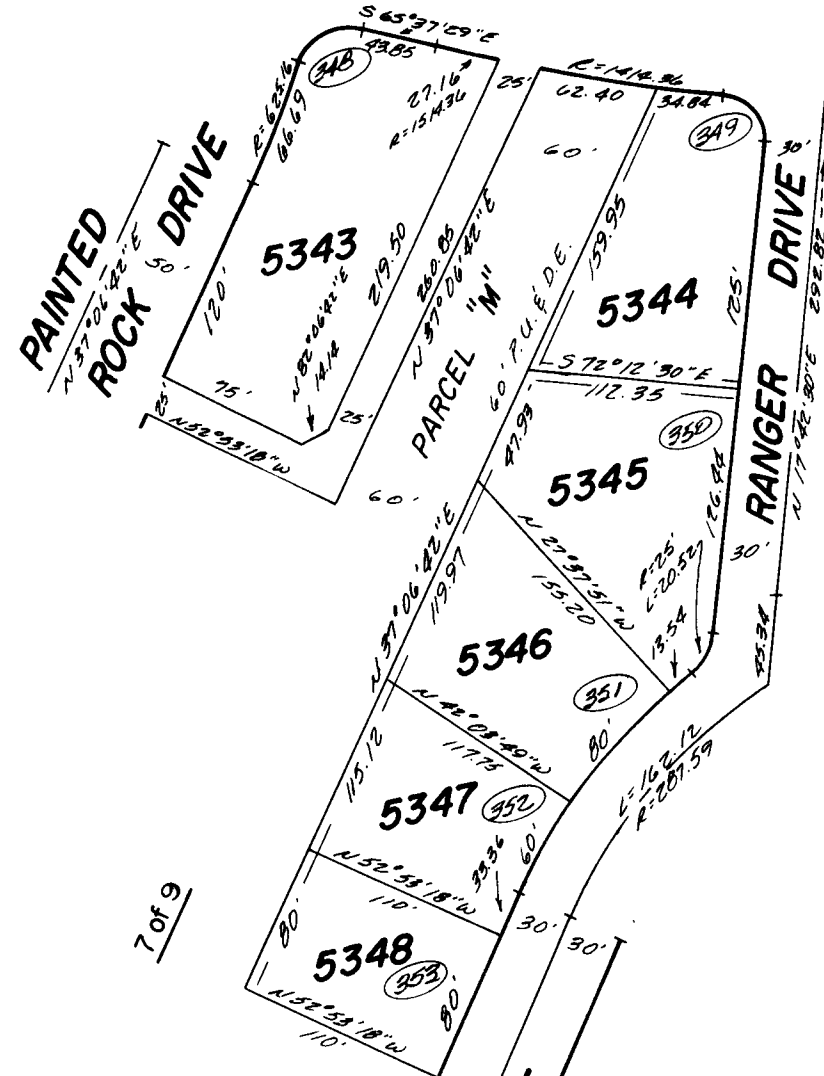 S 65°37'29"E
43.85
348
27.16
R=1514.36
R=625.16
66.69
25'
R=1414.36
62.40
34.84
349
60'
30'
PAINTED
ROCK DRIVE
N 37°06'42"E
50'
5343
120'
219.50
N 82°06'42"E
14.14
260.85
N 37°06'42"E
PARCEL "M"
60' P.U. & D.E.
159.95
5344
125'
RANGER DRIVE
N 17°42'30"E
S 72°12'30"E
112.35
75'
25'
25'
N 52°53'18"W
60'
47.93
350
5345
126.44
R=25'
L=20.52
13.54
30'
N 27°37'51"W
155.20
N 37°06'42"E
119.97
5346
351
80'
45.34
N 42°03'49"W
117.75
115.12
5347
352
60'
33.36
L=162.12
R=287.59
N 52°53'18"W
110'
7 of 9
80'
5348
353
80'
30'
30'
N 52°53'18"W
110'